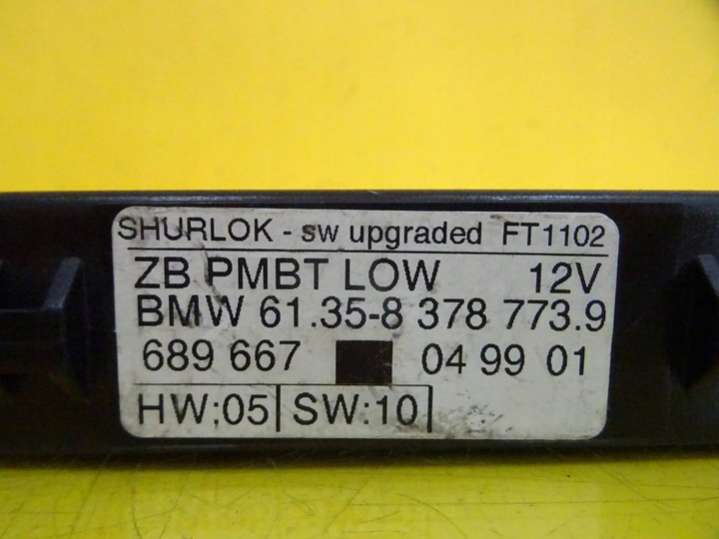 SHURLOK - sw upgraded FT1102
ZB PMBT LOW 12V
BMW 61.35-8 378 773.9
689 667 04 99 01
HW:05 SW:10